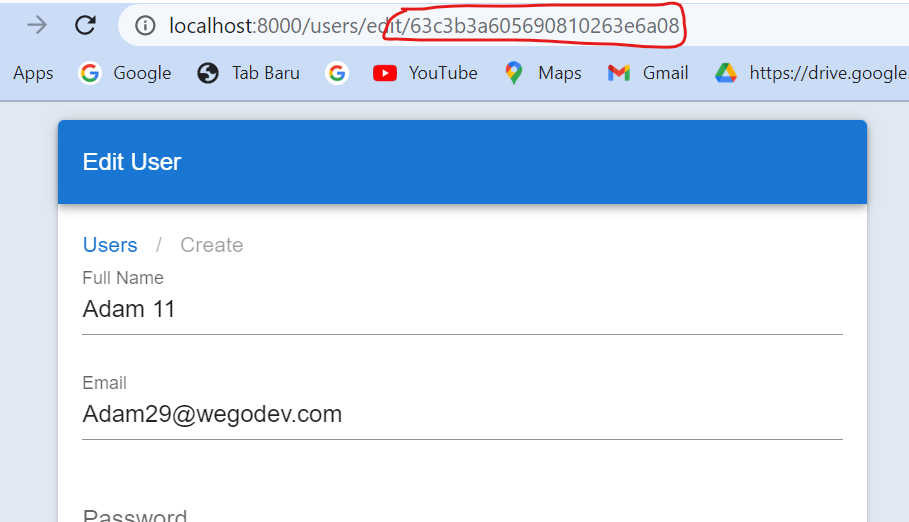 localhost:8000/users/edit/63c3b3a605690810263e6a08
Apps Google Tab Baru YouTube Maps Gmail https://drive.google.
Edit User
Users / Create
Full Name
Adam 11
Email
Adam29@wegodev.com
Password